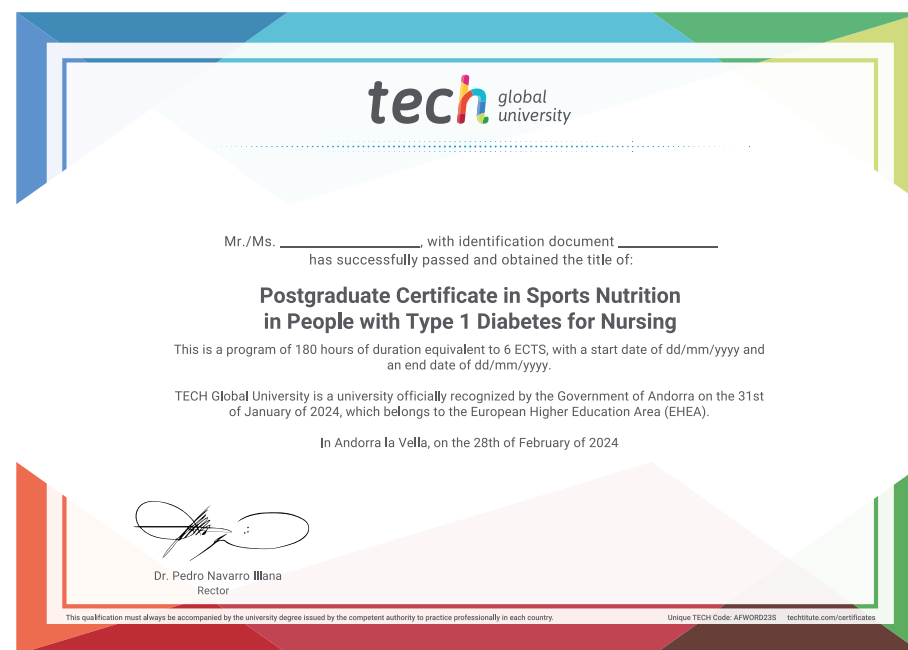 tech global university
Mr./Ms. ____________, with identification document ____________
has successfully passed and obtained the title of:
Postgraduate Certificate in Sports Nutrition
in People with Type 1 Diabetes for Nursing
This is a program of 180 hours of duration equivalent to 6 ECTS, with a start date of dd/mm/yyyy and
an end date of dd/mm/yyyy.
TECH Global University is a university officially recognized by the Government of Andorra on the 31st
of January of 2024, which belongs to the European Higher Education Area (EHEA).
In Andorra la Vella, on the 28th of February of 2024
Dr. Pedro Navarro Illana
Rector
This qualification must always be accompanied by the university degree issued by the competent authority to practice professionally in each country.
Unique TECH Code: AFWORD23S techtitute.com/certificates